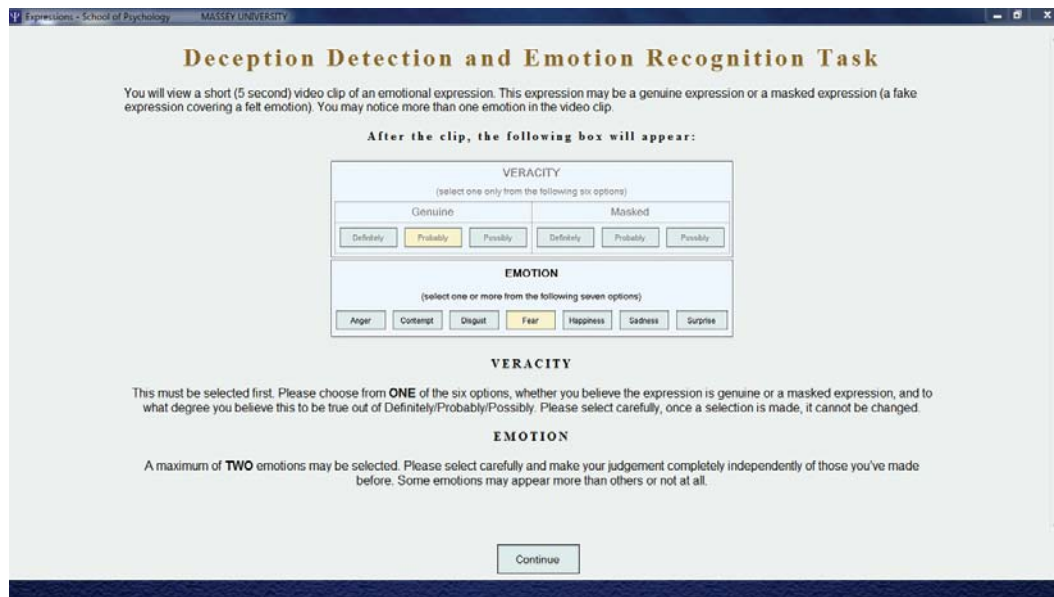 Expressions - School of Psychology MASSEY UNIVERSITY
Deception Detection and Emotion Recognition Task
You will view a short (5 second) video clip of an emotional expression. This expression may be a genuine expression or a masked expression (a fake
expression covering a felt emotion). You may notice more than one emotion in the video clip.
After the clip, the following box will appear:
VERACITY
(select one only from the following six options)
Genuine Masked
Definitely Probably Possibly Definitely Probably Possibly
EMOTION
(select one or more from the following seven options)
Anger Contempt Disgust Fear Happiness Sadness Surprise
VERACITY
This must be selected first. Please choose from ONE of the six options, whether you believe the expression is genuine or a masked expression, and to
what degree you believe this to be true out of Definitely/Probably/Possibly. Please select carefully, once a selection is made, it cannot be changed.
EMOTION
A maximum of TWO emotions may be selected. Please select carefully and make your judgement completely independently of those you've made
before. Some emotions may appear more than others or not at all.
Continue